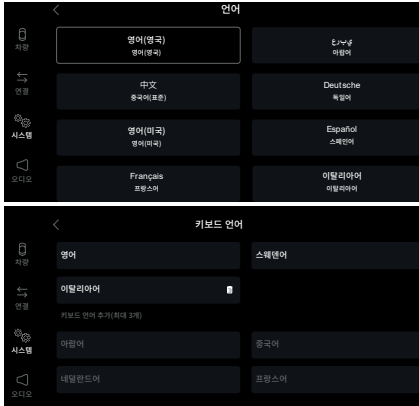 언어
차량
연결
시스템
오디오
영어(영국)
영어(영국)
عربي
아랍어
中文
중국어(표준)
Deutsche
독일어
영어(미국)
영어(미국)
Español
스페인어
Français
프랑스어
이탈리아어
이탈리아어
키보드 언어
차량
연결
시스템
오디오
영어
스웨덴어
이탈리아어
키보드 언어 추가(최대 3개)
아랍어
중국어
네덜란드어
프랑스어